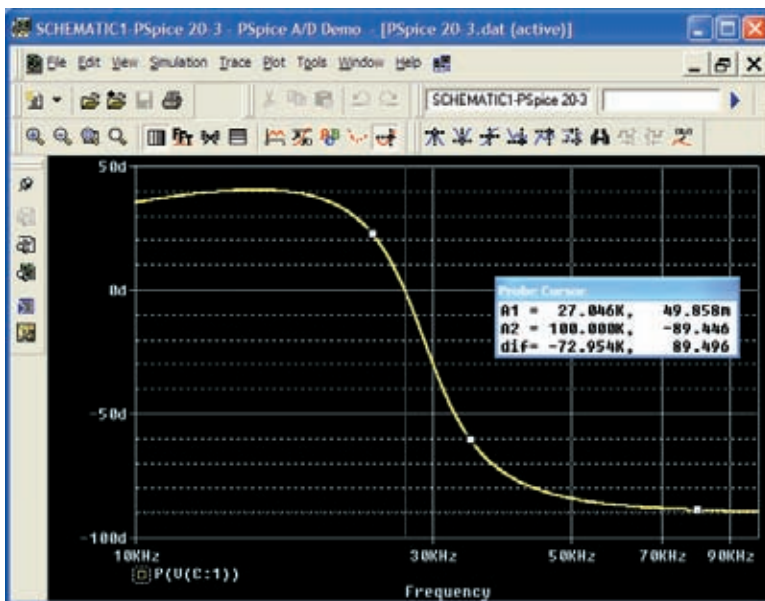 SCHEMATIC1-PSpice 20-3 - PSpice A/D Demo - [PSpice 20-3.dat (active)]
File Edit View Simulation Trace Plot Tools Window Help
SCHEMATIC1-PSpice 20-3
50d
0d
-50d
-100d
Probe Cursor
A1 = 27.046K, 49.858m
A2 = 100.000K, -89.446
dif= -72.954K, 89.496
10KHz 30KHz 50KHz 70KHz 90KHz
P(V(C:1))
Frequency